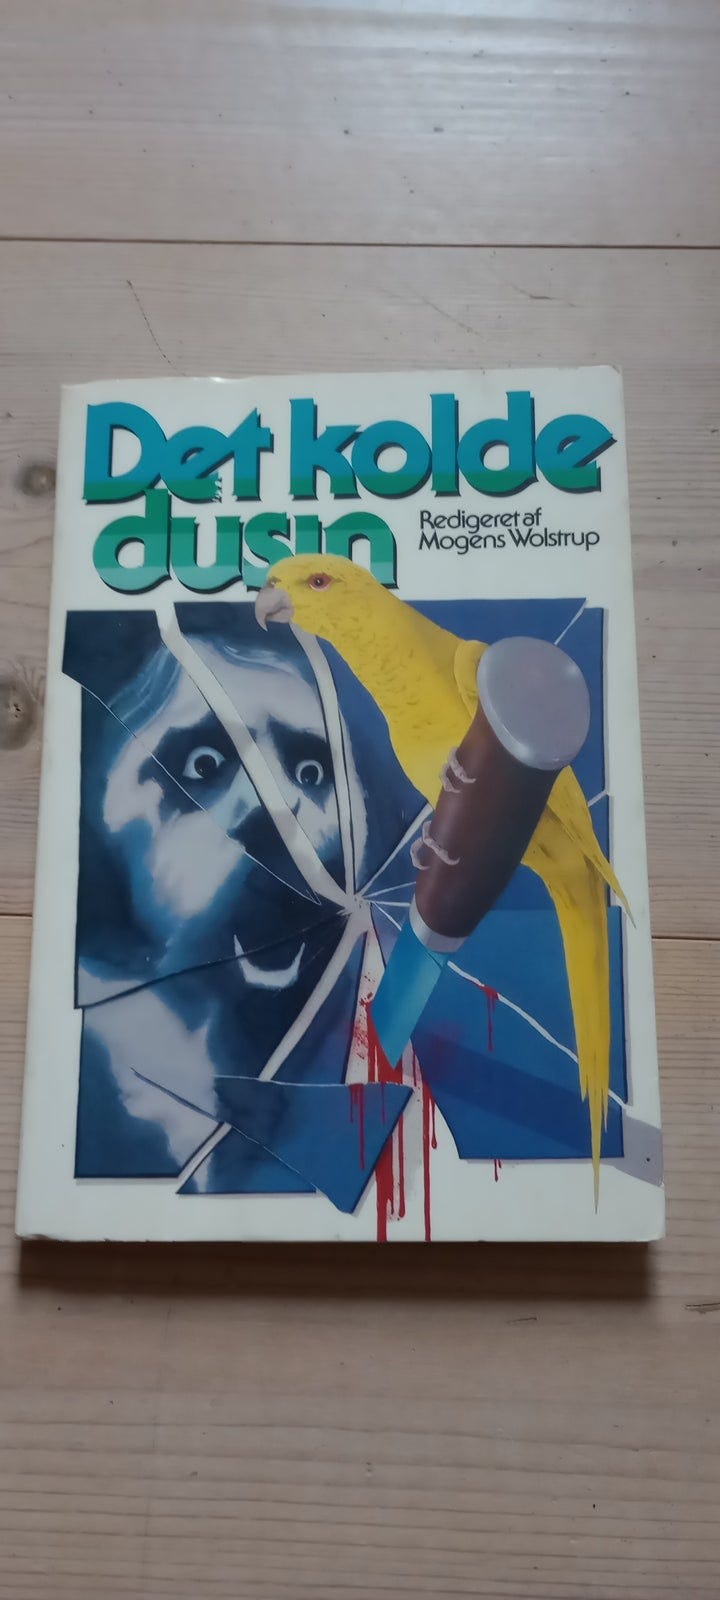 Det kolde
dusin
Redigeret af
Mogens Wolstrup